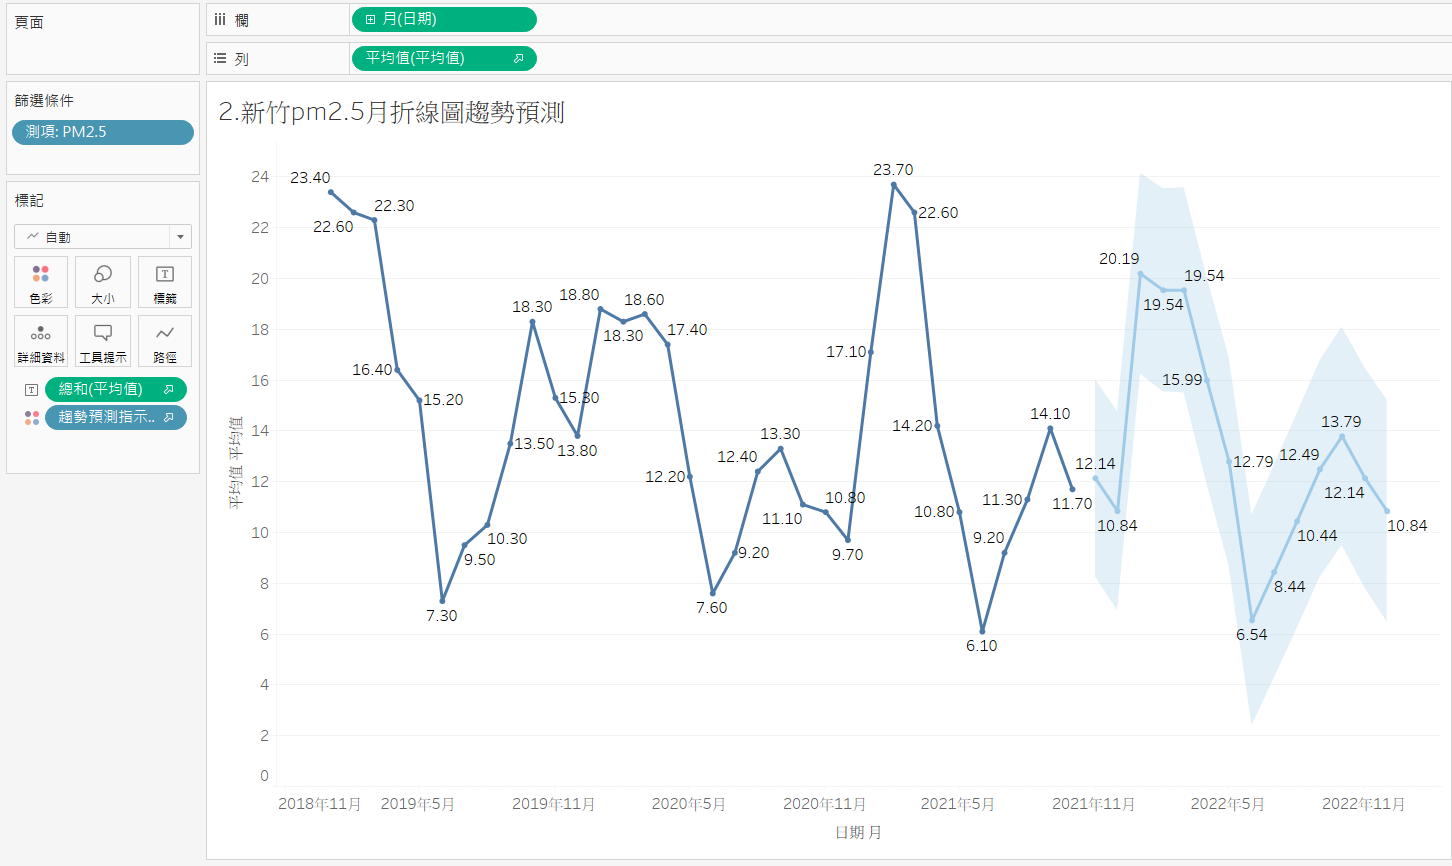 頁面
iii 欄
月(日期)
列
平均值(平均值)
篩選條件
測項: PM2.5
標記
自動
色彩
大小
T
標籤
詳細資料
工具提示
路徑
T
總和(平均值)
趨勢預測指示..
2.新竹pm2.5月折線圖趨勢預測
平均值 平均值
24
22
20
18
16
14
12
10
8
6
4
2
0
23.40
22.60
22.30
16.40
15.20
7.30
9.50
10.30
13.50
18.30
15.30
13.80
18.80
18.30
18.60
17.40
12.20
7.60
9.20
12.40
13.30
11.10
10.80
9.70
17.10
23.70
22.60
14.20
10.80
6.10
9.20
11.30
14.10
11.70
12.14
10.84
20.19
19.54
19.54
15.99
12.79
6.54
8.44
10.44
12.49
13.79
12.14
10.84
2018年11月
2019年5月
2019年11月
2020年5月
2020年11月
2021年5月
2021年11月
2022年5月
2022年11月
日期 月